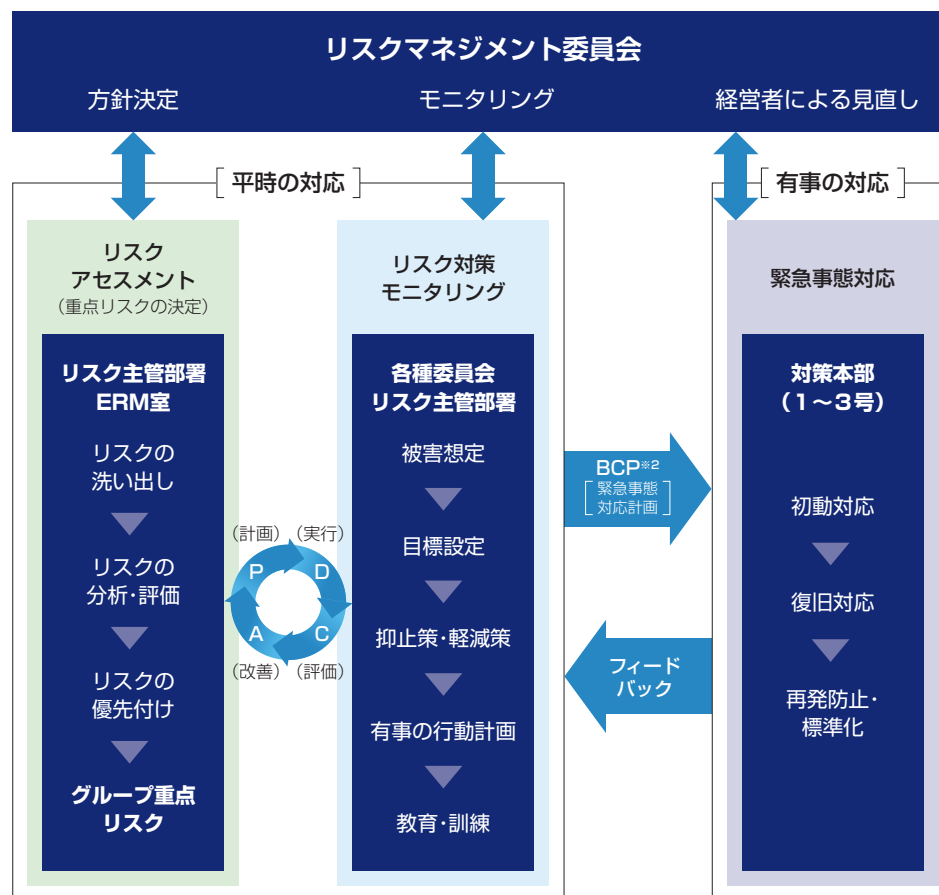 リスクマネジメント委員会
方針決定
モニタリング
経営者による見直し
平時の対応
有事の対応
リスク
アセスメント
（重点リスクの決定）
リスク主管部署
ERM室
リスクの
洗い出し
リスクの
分析・評価
リスクの
優先付け
グループ重点
リスク
（計画）
（実行）
P
D
A
C
（改善）
（評価）
リスク対策
モニタリング
各種委員会
リスク主管部署
被害想定
目標設定
抑止策・軽減策
有事の行動計画
教育・訓練
BCP※2
緊急事態
対応計画
フィード
バック
緊急事態対応
対策本部
（1〜3号）
初動対応
復旧対応
再発防止・
標準化